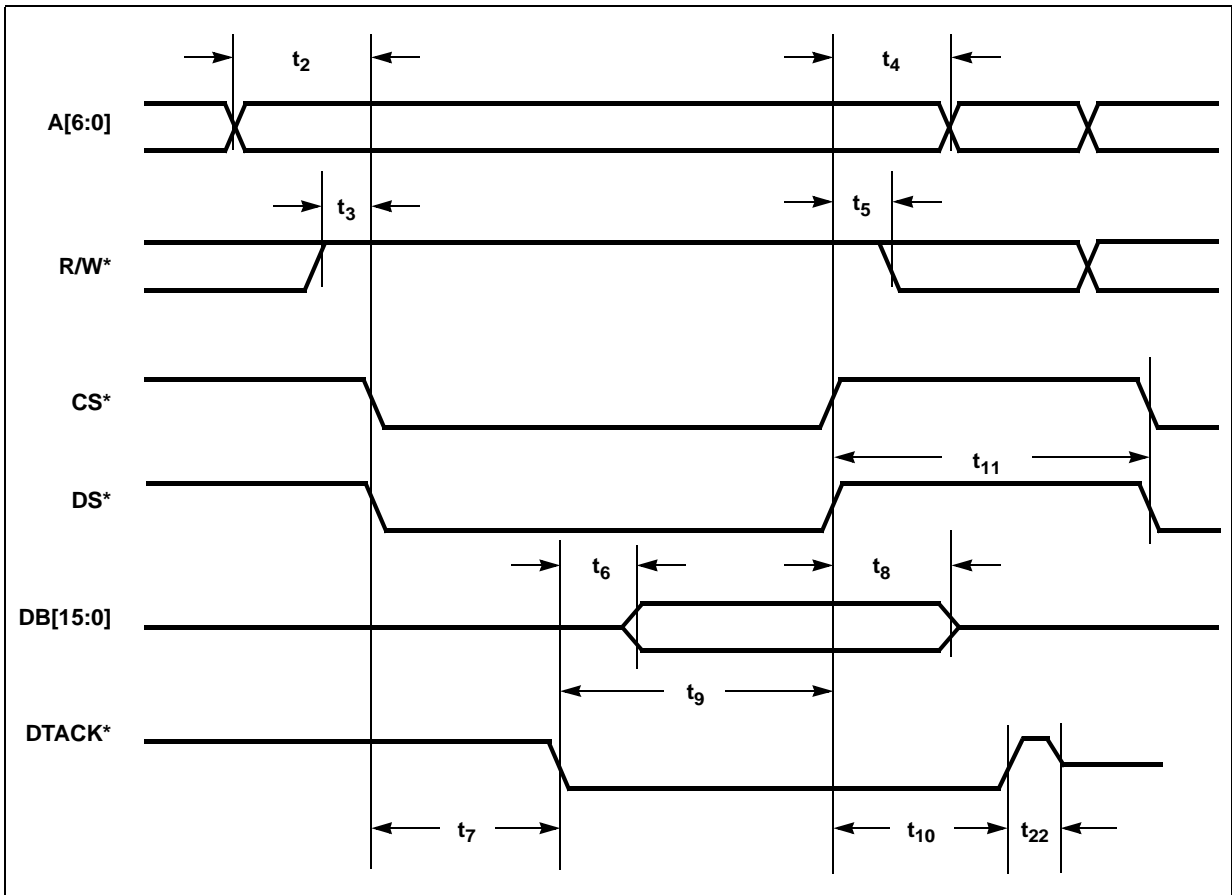 t2
t4
A[6:0]
t3
t5
R/W*
CS*
t11
DS*
t6
t8
DB[15:0]
t9
DTACK*
t7
t10
t22